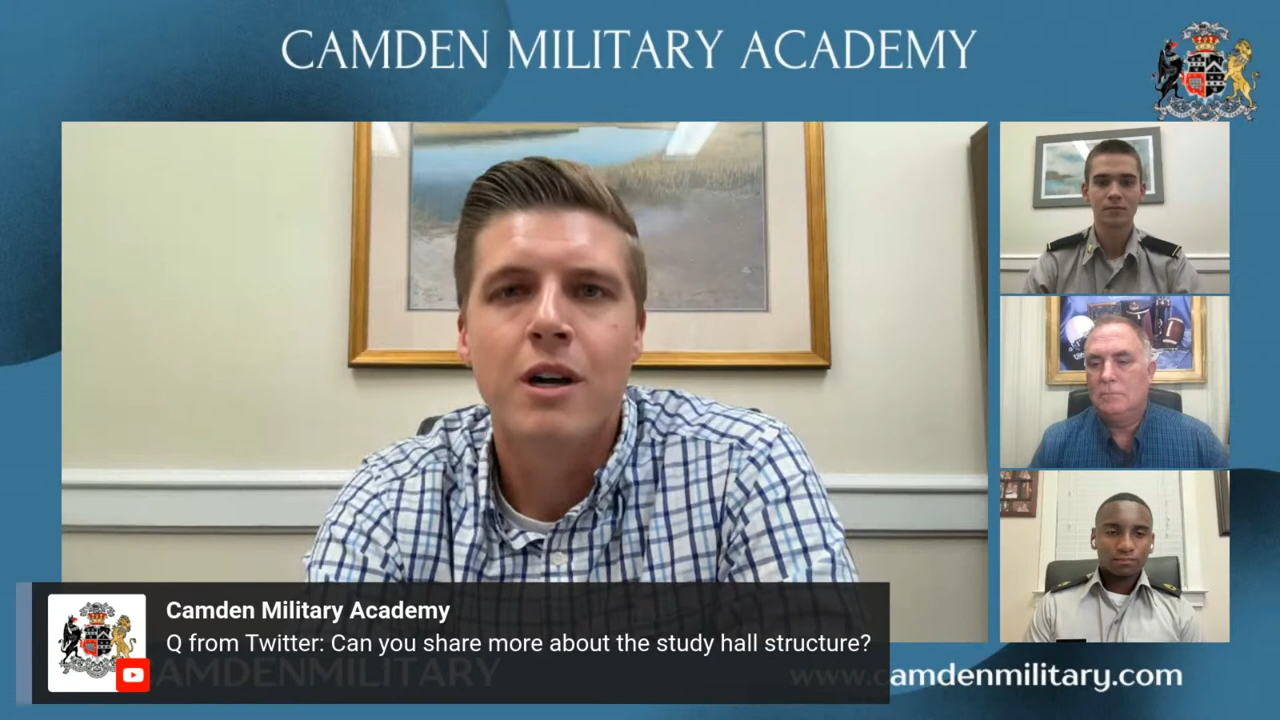 CAMDEN MILITARY ACADEMY
Camden Military Academy
Q from Twitter: Can you share more about the study hall structure?
CAMDENMILITARY
www.camdenmilitary.com